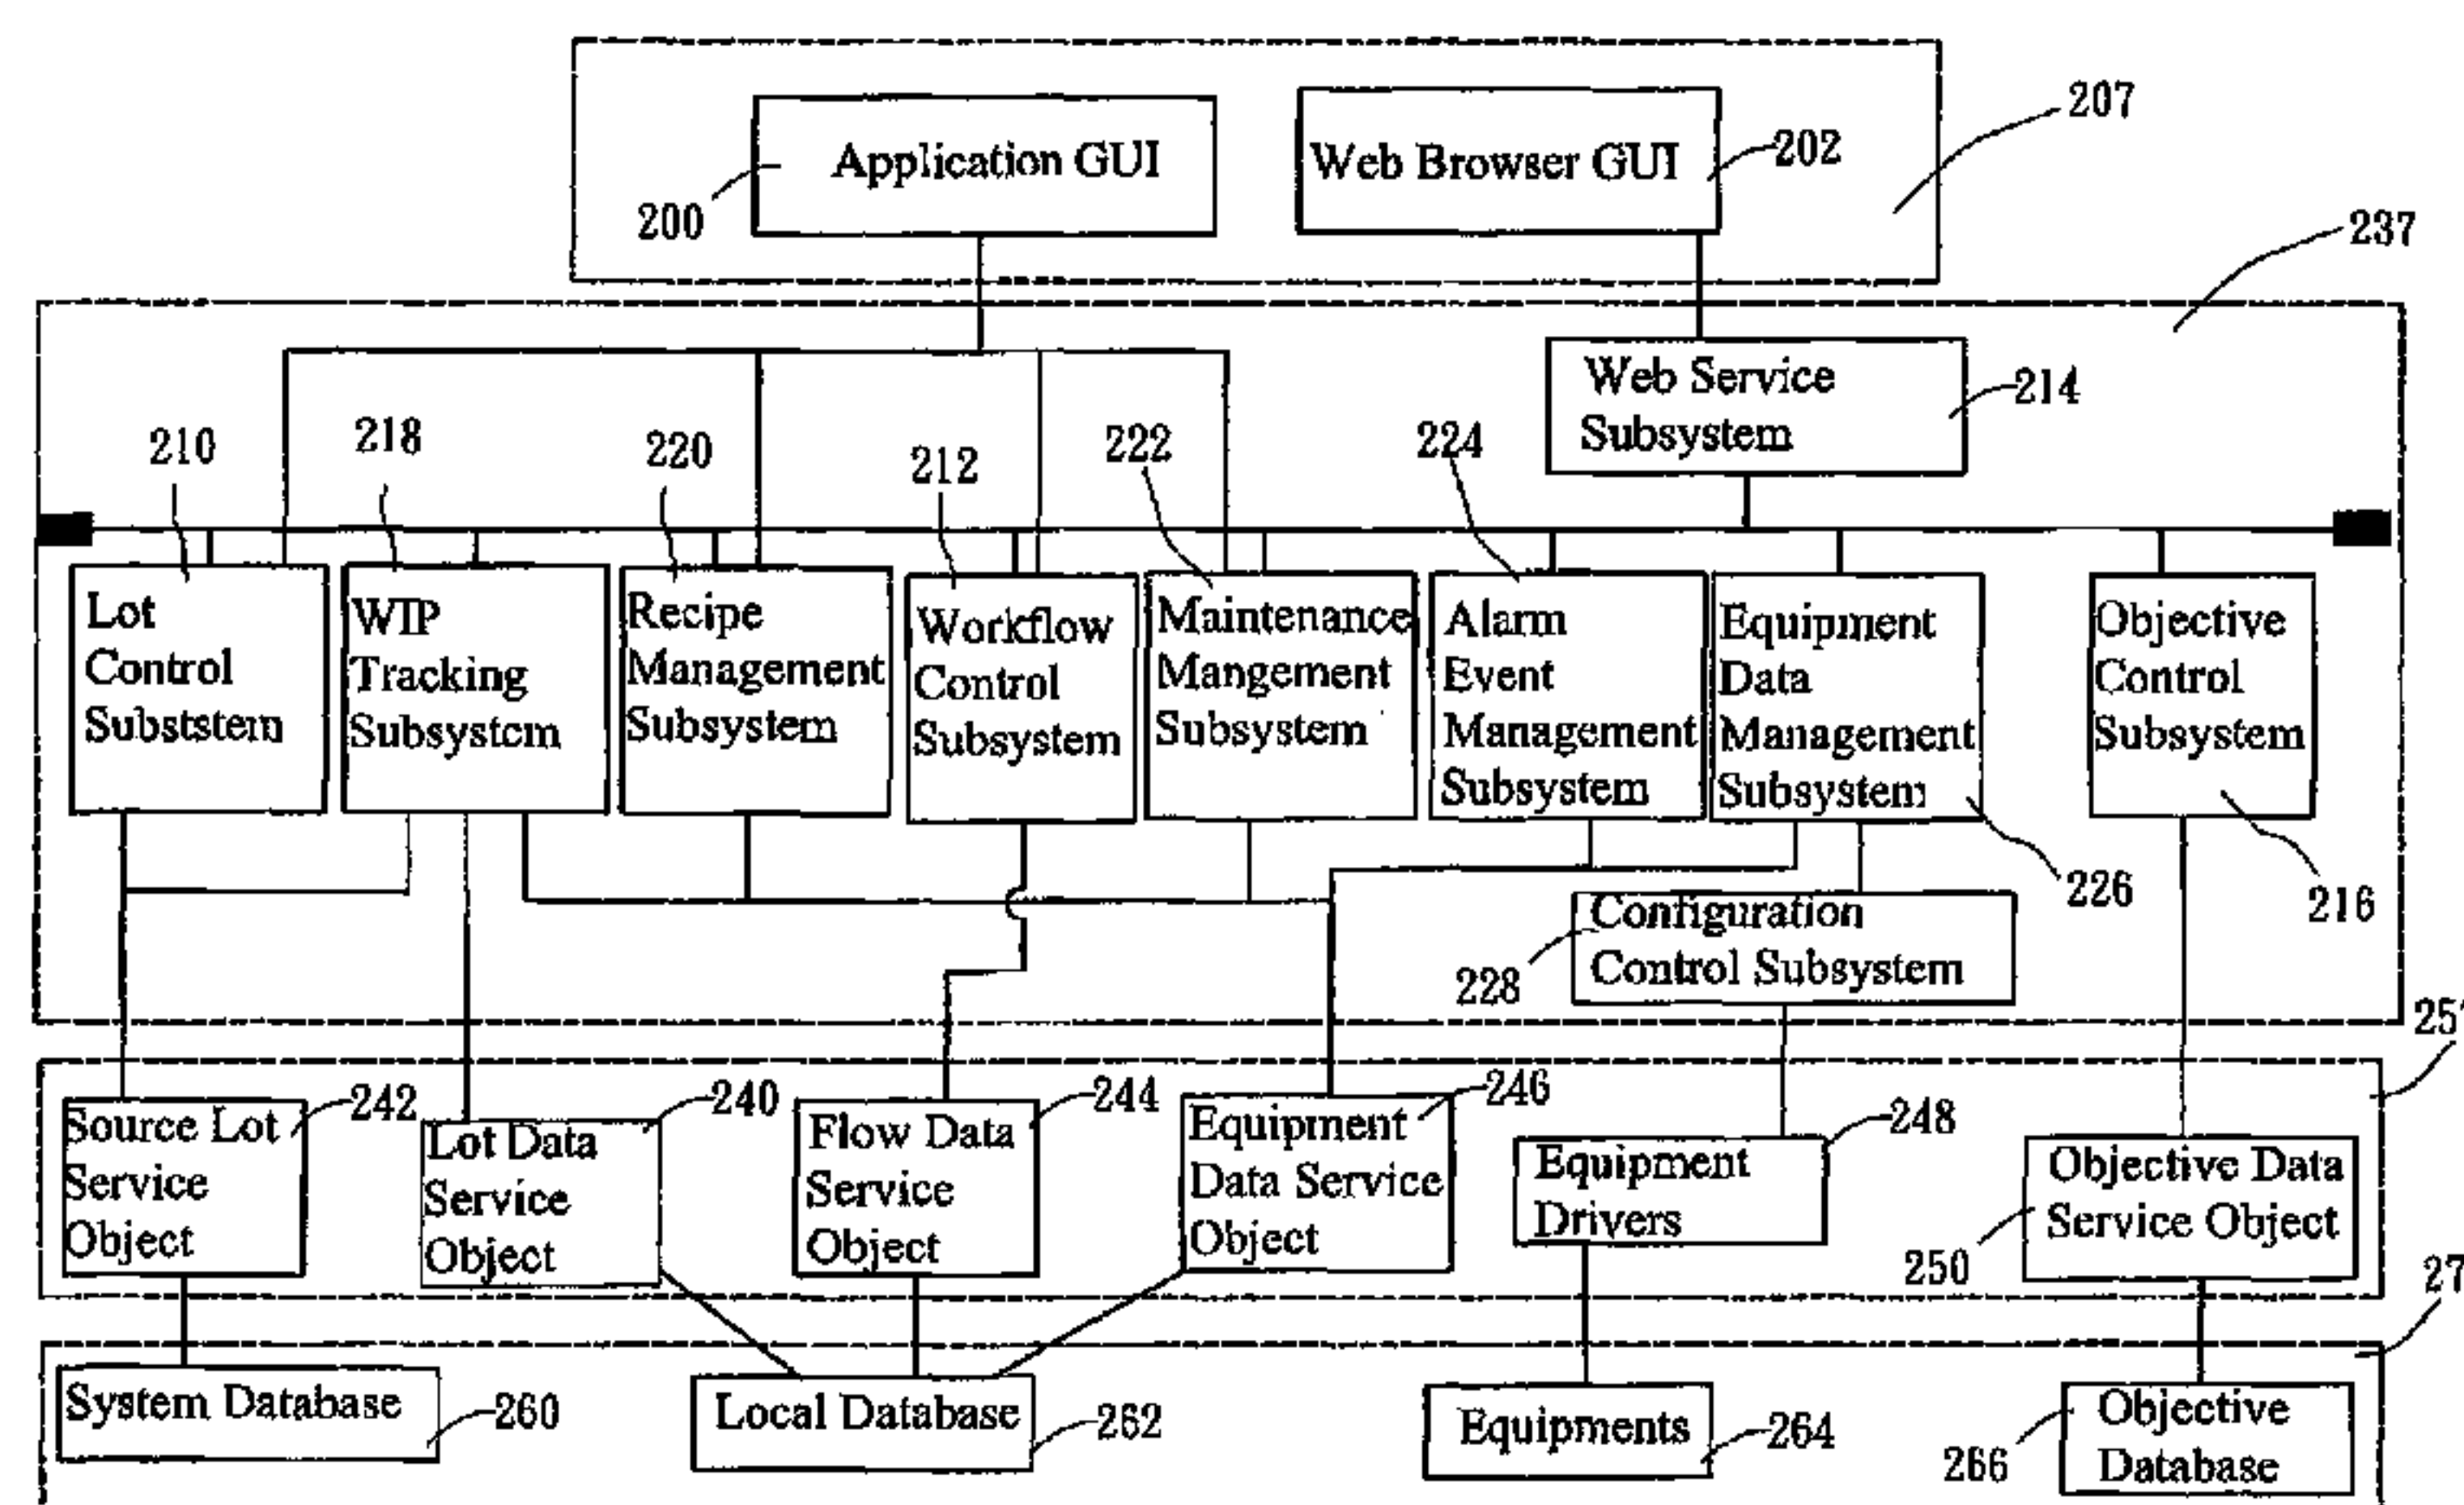 Application GUI
Web Browser GUI
200
202
207
237
Web Service
Subsystem
214
210
218
220
212
222
224
Lot
Control
Subststem
WIP
Tracking
Subsystem
Recipe
Management
Subsystem
Workflow
Control
Subsystem
Maintenance
Mangement
Subsystem
Alarm
Event
Management
Subsystem
Equipment
Data
Management
Subsystem
Objective
Control
Subsystem
226
216
Configuration
Control Subsystem
228
Source Lot
Service
Object
242
Lot Data
Service
Object
240
Flow Data
Service
Object
244
Equipment
Data Service
Object
246
Equipment
Drivers
248
Objective Data
Service Object
250
System Database
260
Local Database
262
Equipments
264
Objective
Database
266